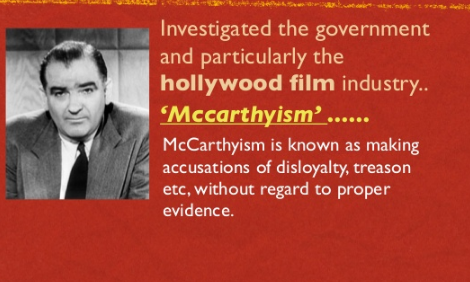 Investigated the government
and particularly the
hollywood film industry..
‘Mccarthyism’ ......
McCarthyism is known as making
accusations of disloyalty, treason
etc, without regard to proper
evidence.